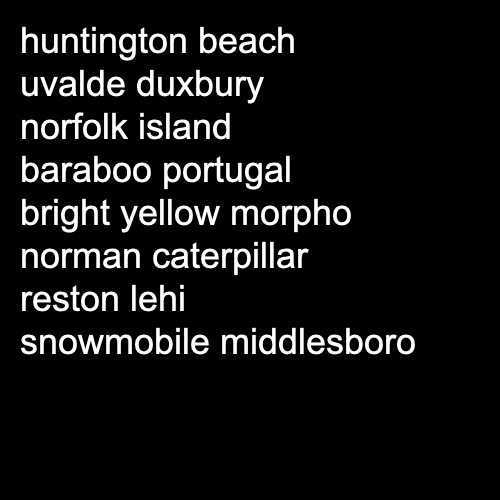 huntington beach
uvalde duxbury
norfolk island
baraboo portugal
bright yellow morpho
norman caterpillar
reston lehi
snowmobile middlesboro